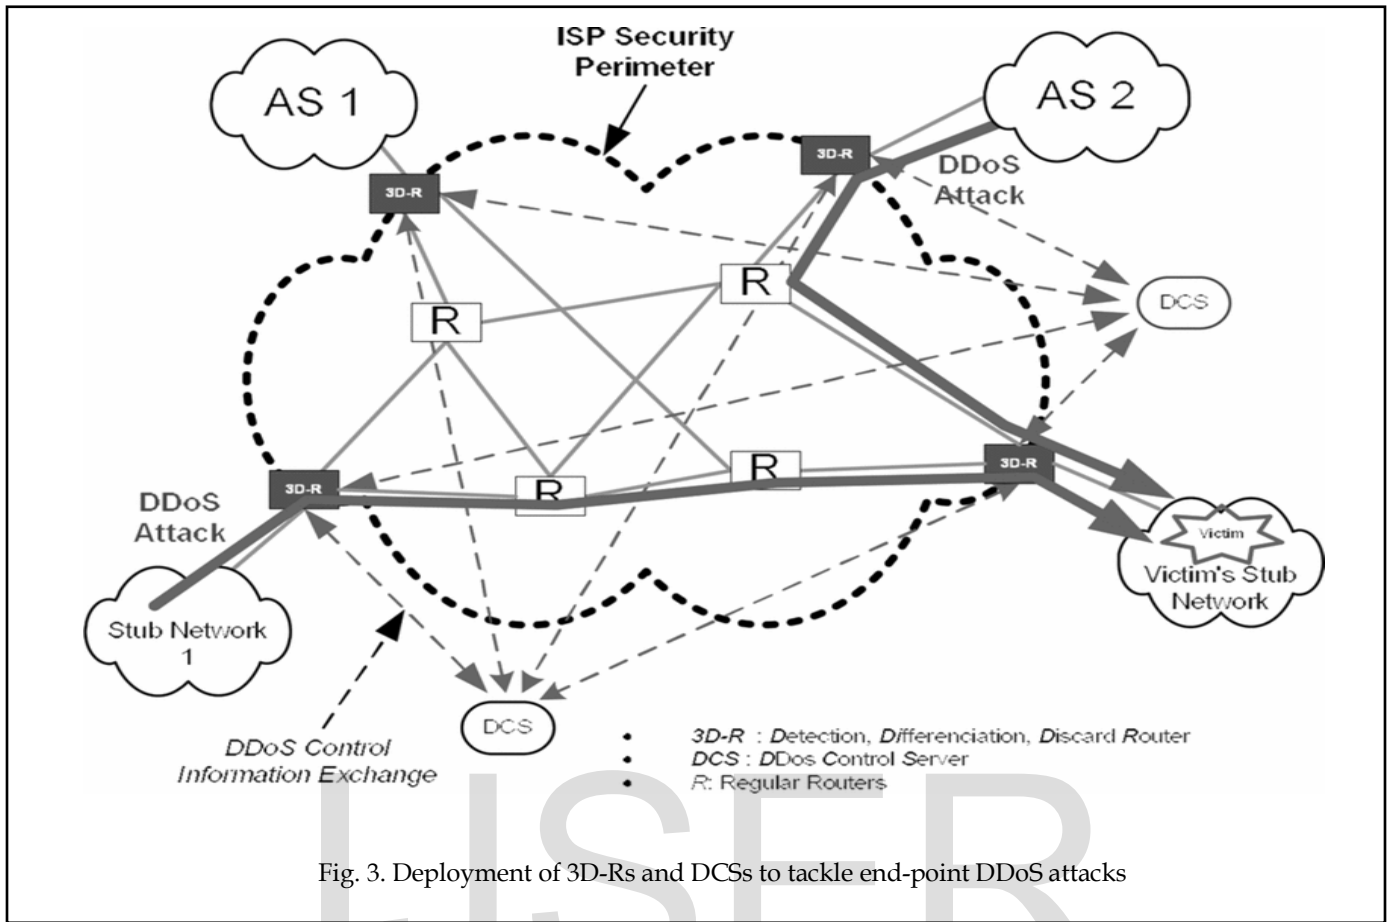 ISP Security
Perimeter
AS 1
AS 2
3D-R
3D-R
DDoS
Attack
R
R
DCS
R
3D-R
R
3D-R
DDoS
Attack
Victim
Victim's Stub
Network
Stub Network
1
DCS
DDoS Control
Information Exchange
• 3D-R : Detection, Differenciation, Discard Router
• DCS : DDos Control Server
• R: Regular Routers
IJSER
Fig. 3. Deployment of 3D-Rs and DCSs to tackle end-point DDoS attacks